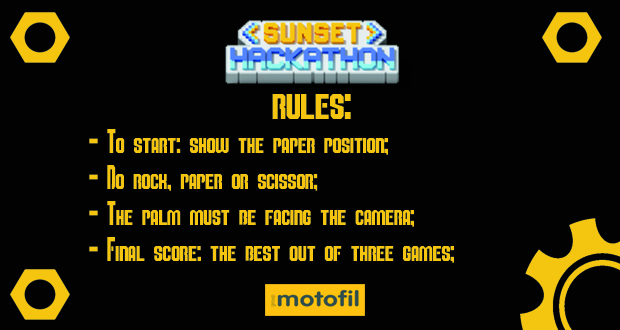 <SUNSET>
HACKATHON
RULES:
- To start: show the paper position;
- No rock, paper or scissor;
- The palm must be facing the camera;
- Final score: the best out of three games;
motofil